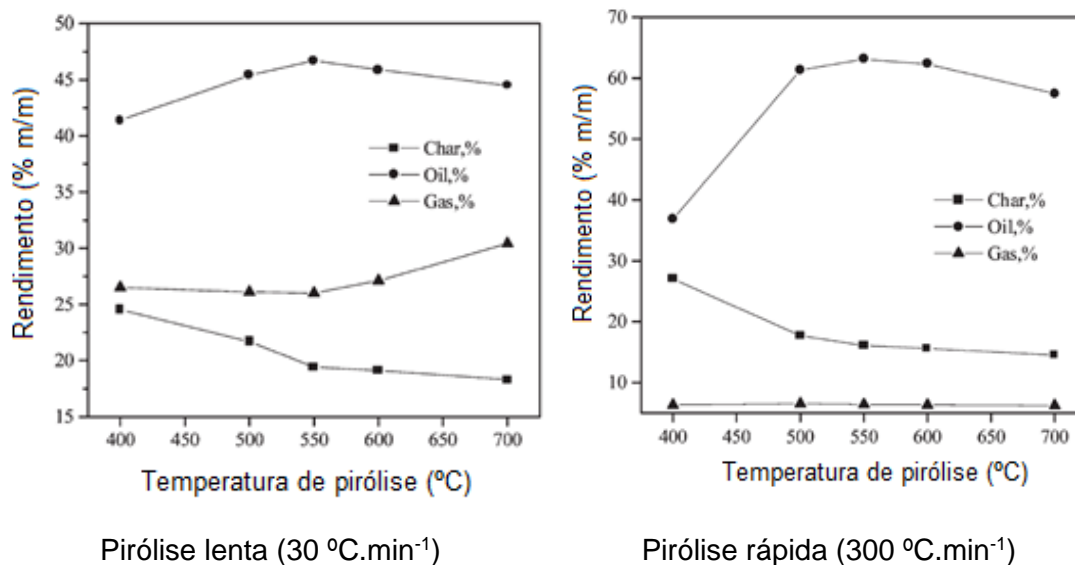 50
45
40
35
30
25
20
15
Rendimento (% m/m)
Char,%
Oil,%
Gas,%
400 450 500 550 600 650 700
Temperatura de pirólise (ºC)
Pirólise lenta (30 ⁰C.min⁻¹)
70
60
50
40
30
20
10
Rendimento (% m/m)
Char,%
Oil,%
Gas,%
400 450 500 550 600 650 700
Temperatura de pirólise (ºC)
Pirólise rápida (300 ⁰C.min⁻¹)